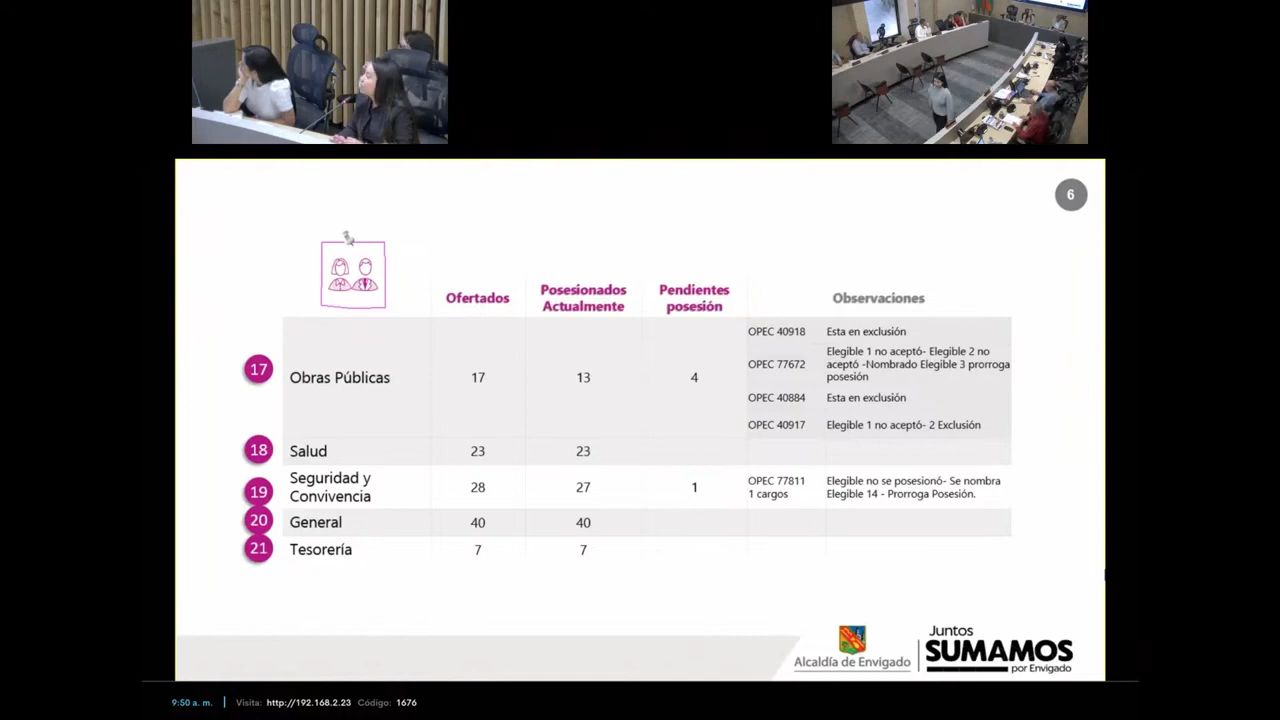 6
Ofertados
Posesionados
Actualmente
Pendientes
posesión
Observaciones
17
Obras Públicas
17
13
4
OPEC 40918
Esta en exclusión
OPEC 77672
Elegible 1 no aceptó- Elegible 2 no
aceptó -Nombrado Elegible 3 prorroga
posesión
OPEC 40884
Esta en exclusión
OPEC 40917
Elegible 1 no aceptó- 2 Exclusión
18
Salud
23
23
19
Seguridad y
Convivencia
28
27
1
OPEC 77811
1 cargos
Elegible no se posesionó- Se nombra
Elegible 14 - Prorroga Posesión.
20
General
40
40
21
Tesorería
7
7
Alcaldía de Envigado
Juntos
SUMAMOS
por Envigado
9:50 a. m.
Visita: http://192.168.2.23 Código: 1676